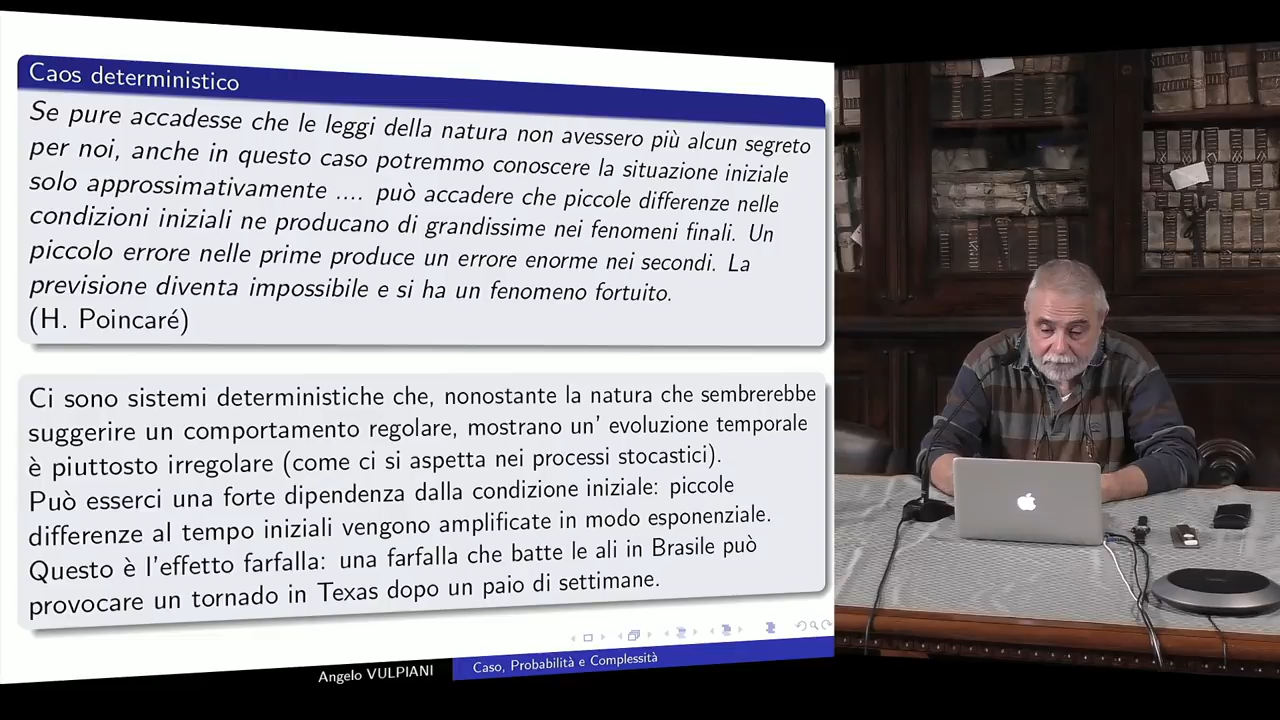 Caos deterministico
Se pure accadesse che le leggi della natura non avessero più alcun segreto
per noi, anche in questo caso potremmo conoscere la situazione iniziale
solo approssimativamente .... può accadere che piccole differenze nelle
condizioni iniziali ne producano di grandissime nei fenomeni finali. Un
piccolo errore nelle prime produce un errore enorme nei secondi. La
previsione diventa impossibile e si ha un fenomeno fortuito.
(H. Poincaré)
Ci sono sistemi deterministiche che, nonostante la natura che sembrerebbe
suggerire un comportamento regolare, mostrano un' evoluzione temporale
è piuttosto irregolare (come ci si aspetta nei processi stocastici).
Può esserci una forte dipendenza dalla condizione iniziale: piccole
differenze al tempo iniziali vengono amplificate in modo esponenziale.
Questo è l'effetto farfalla: una farfalla che batte le ali in Brasile può
provocare un tornado in Texas dopo un paio di settimane.
Angelo VULPIANI
Caso, Probabilità e Complessità